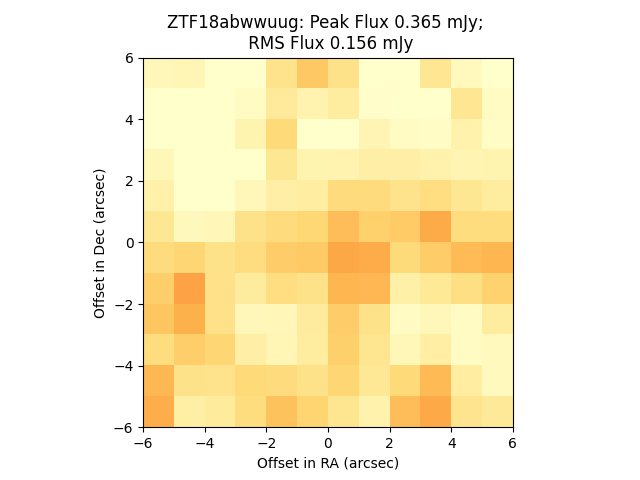 ZTF18abwwuug: Peak Flux 0.365 mJy;
RMS Flux 0.156 mJy
6
4
2
0
−2
−4
−6
Offset in Dec (arcsec)
−6 −4 −2 0 2 4 6
Offset in RA (arcsec)